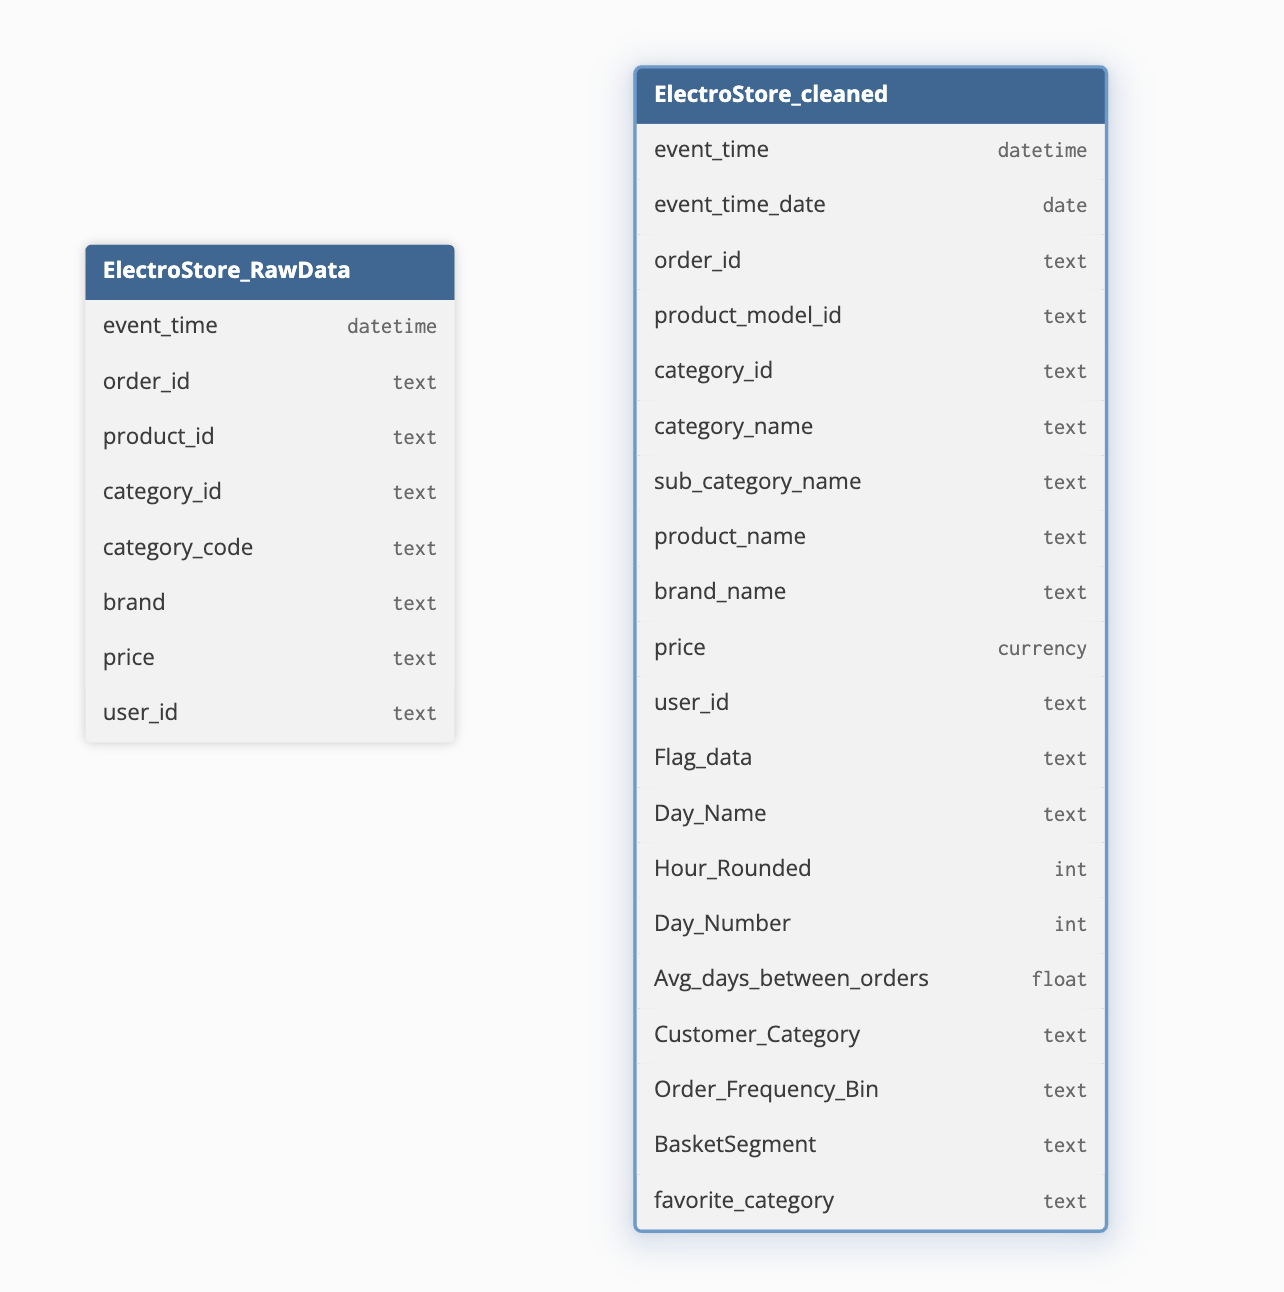 ElectroStore_RawData
event_time datetime
order_id text
product_id text
category_id text
category_code text
brand text
price text
user_id text
ElectroStore_cleaned
event_time datetime
event_time_date date
order_id text
product_model_id text
category_id text
category_name text
sub_category_name text
product_name text
brand_name text
price currency
user_id text
Flag_data text
Day_Name text
Hour_Rounded int
Day_Number int
Avg_days_between_orders float
Customer_Category text
Order_Frequency_Bin text
BasketSegment text
favorite_category text